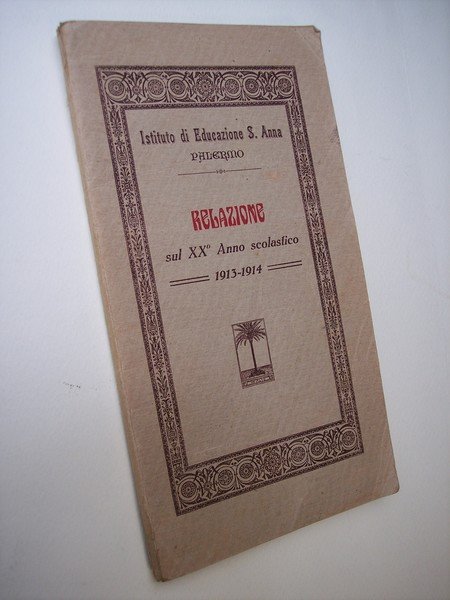 Istituto di Educazione S. Anna
PALERMO
RELAZIONE
sul XX° Anno scolastico
1913-1914